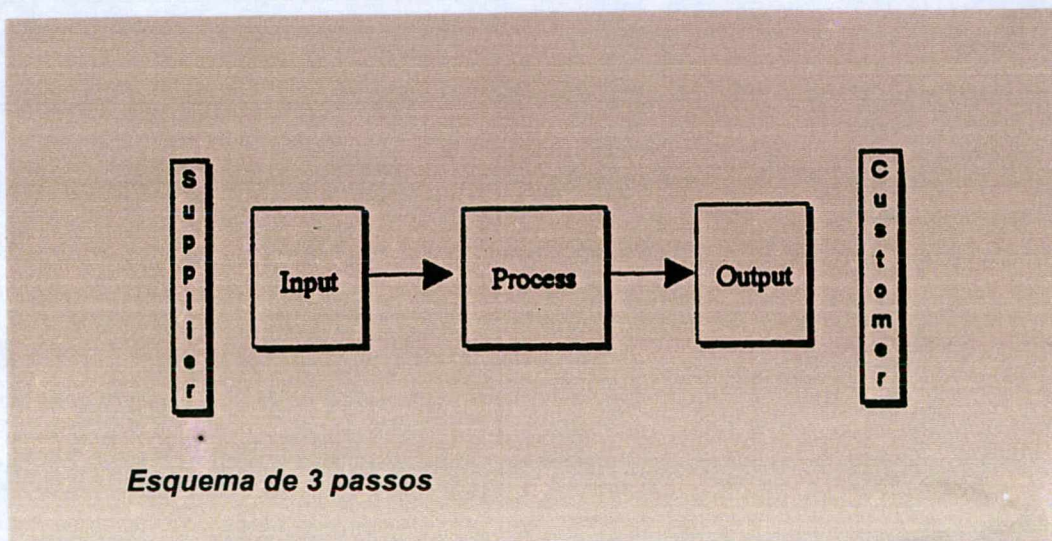 Supplier
Input
Process
Output
Customer
Esquema de 3 passos